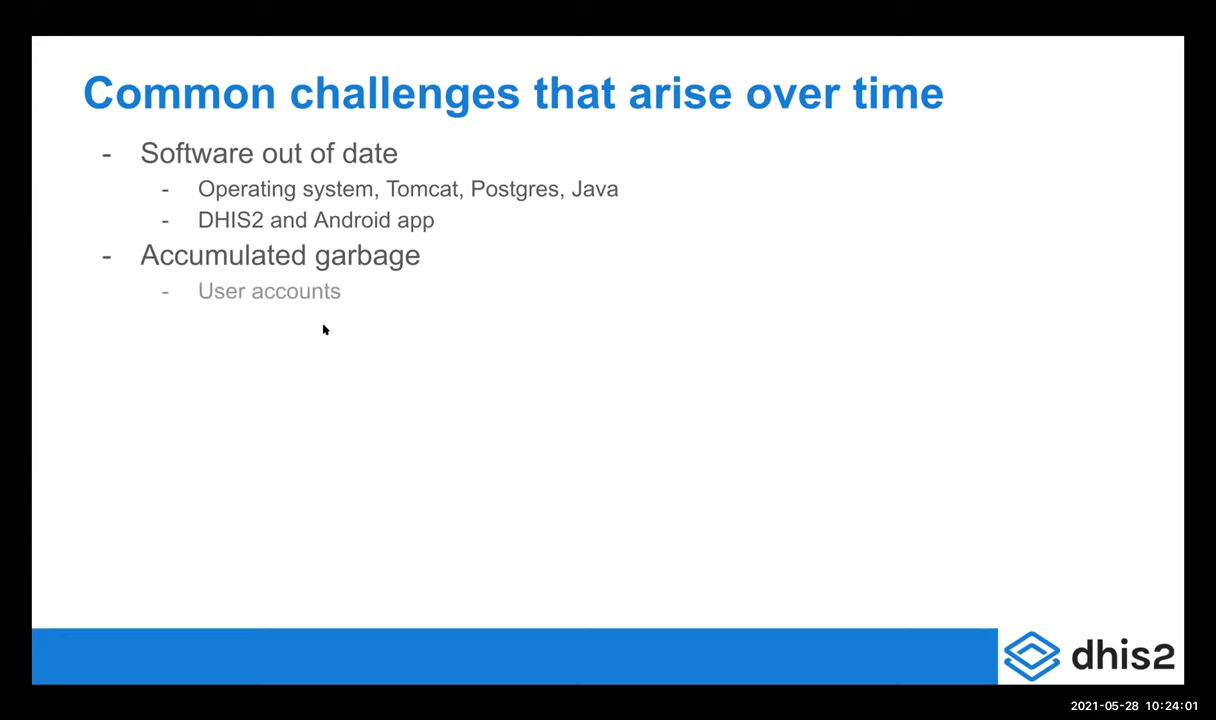 Common challenges that arise over time
- Software out of date
- Operating system, Tomcat, Postgres, Java
- DHIS2 and Android app
- Accumulated garbage
- User accounts
dhis2
2021-05-28 10:24:01